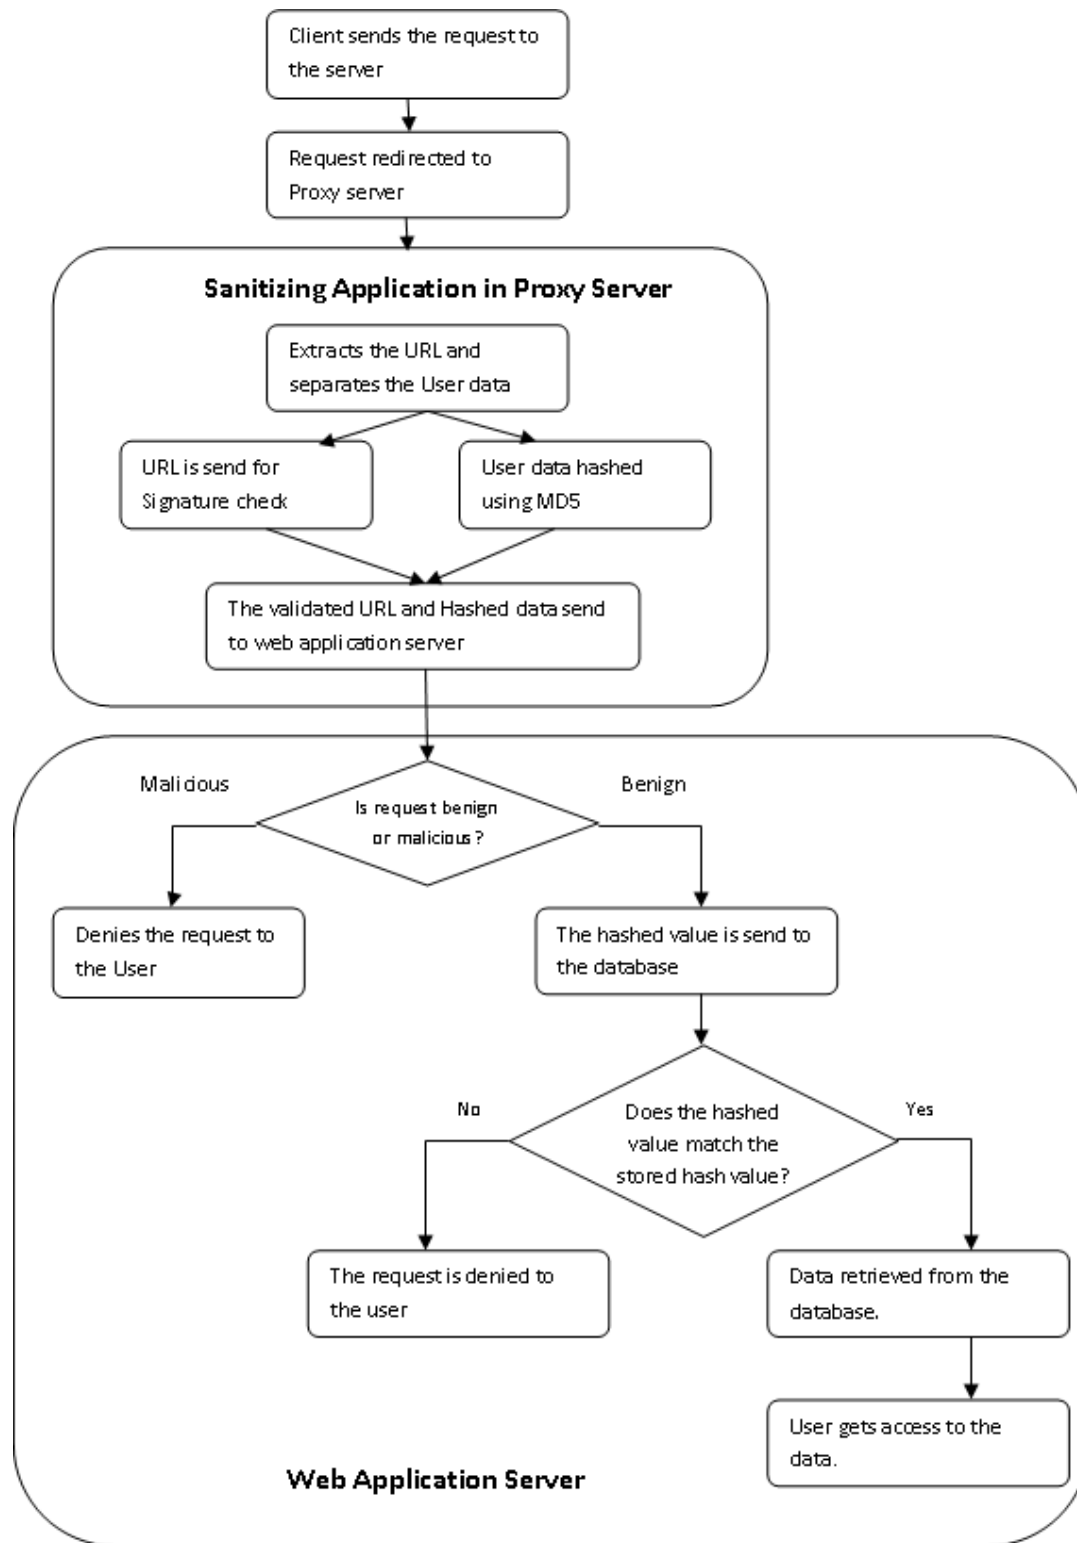 Client sends the request to
the server
Request redirected to
Proxy server
Sanitizing Application in Proxy Server
Extracts the URL and
separates the User data
URL is send for
Signature check
User data hashed
using MD5
The validated URL and Hashed data send
to web application server
Malicious
Benign
Is request benign
or malicious?
Denies the request to
the User
The hashed value is send to
the database
No
Yes
Does the hashed
value match the
stored hash value?
The request is denied to
the user
Data retrieved from the
database.
User gets access to the
data.
Web Application Server